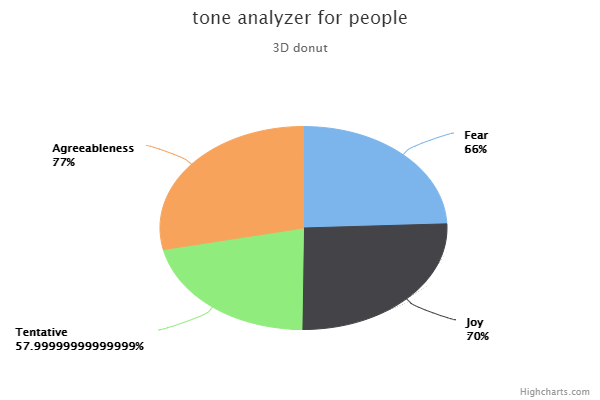 tone analyzer for people
3D donut
Agreeableness
77%
Fear
66%
Tentative
57.99999999999999%
Joy
70%
Highcharts.com